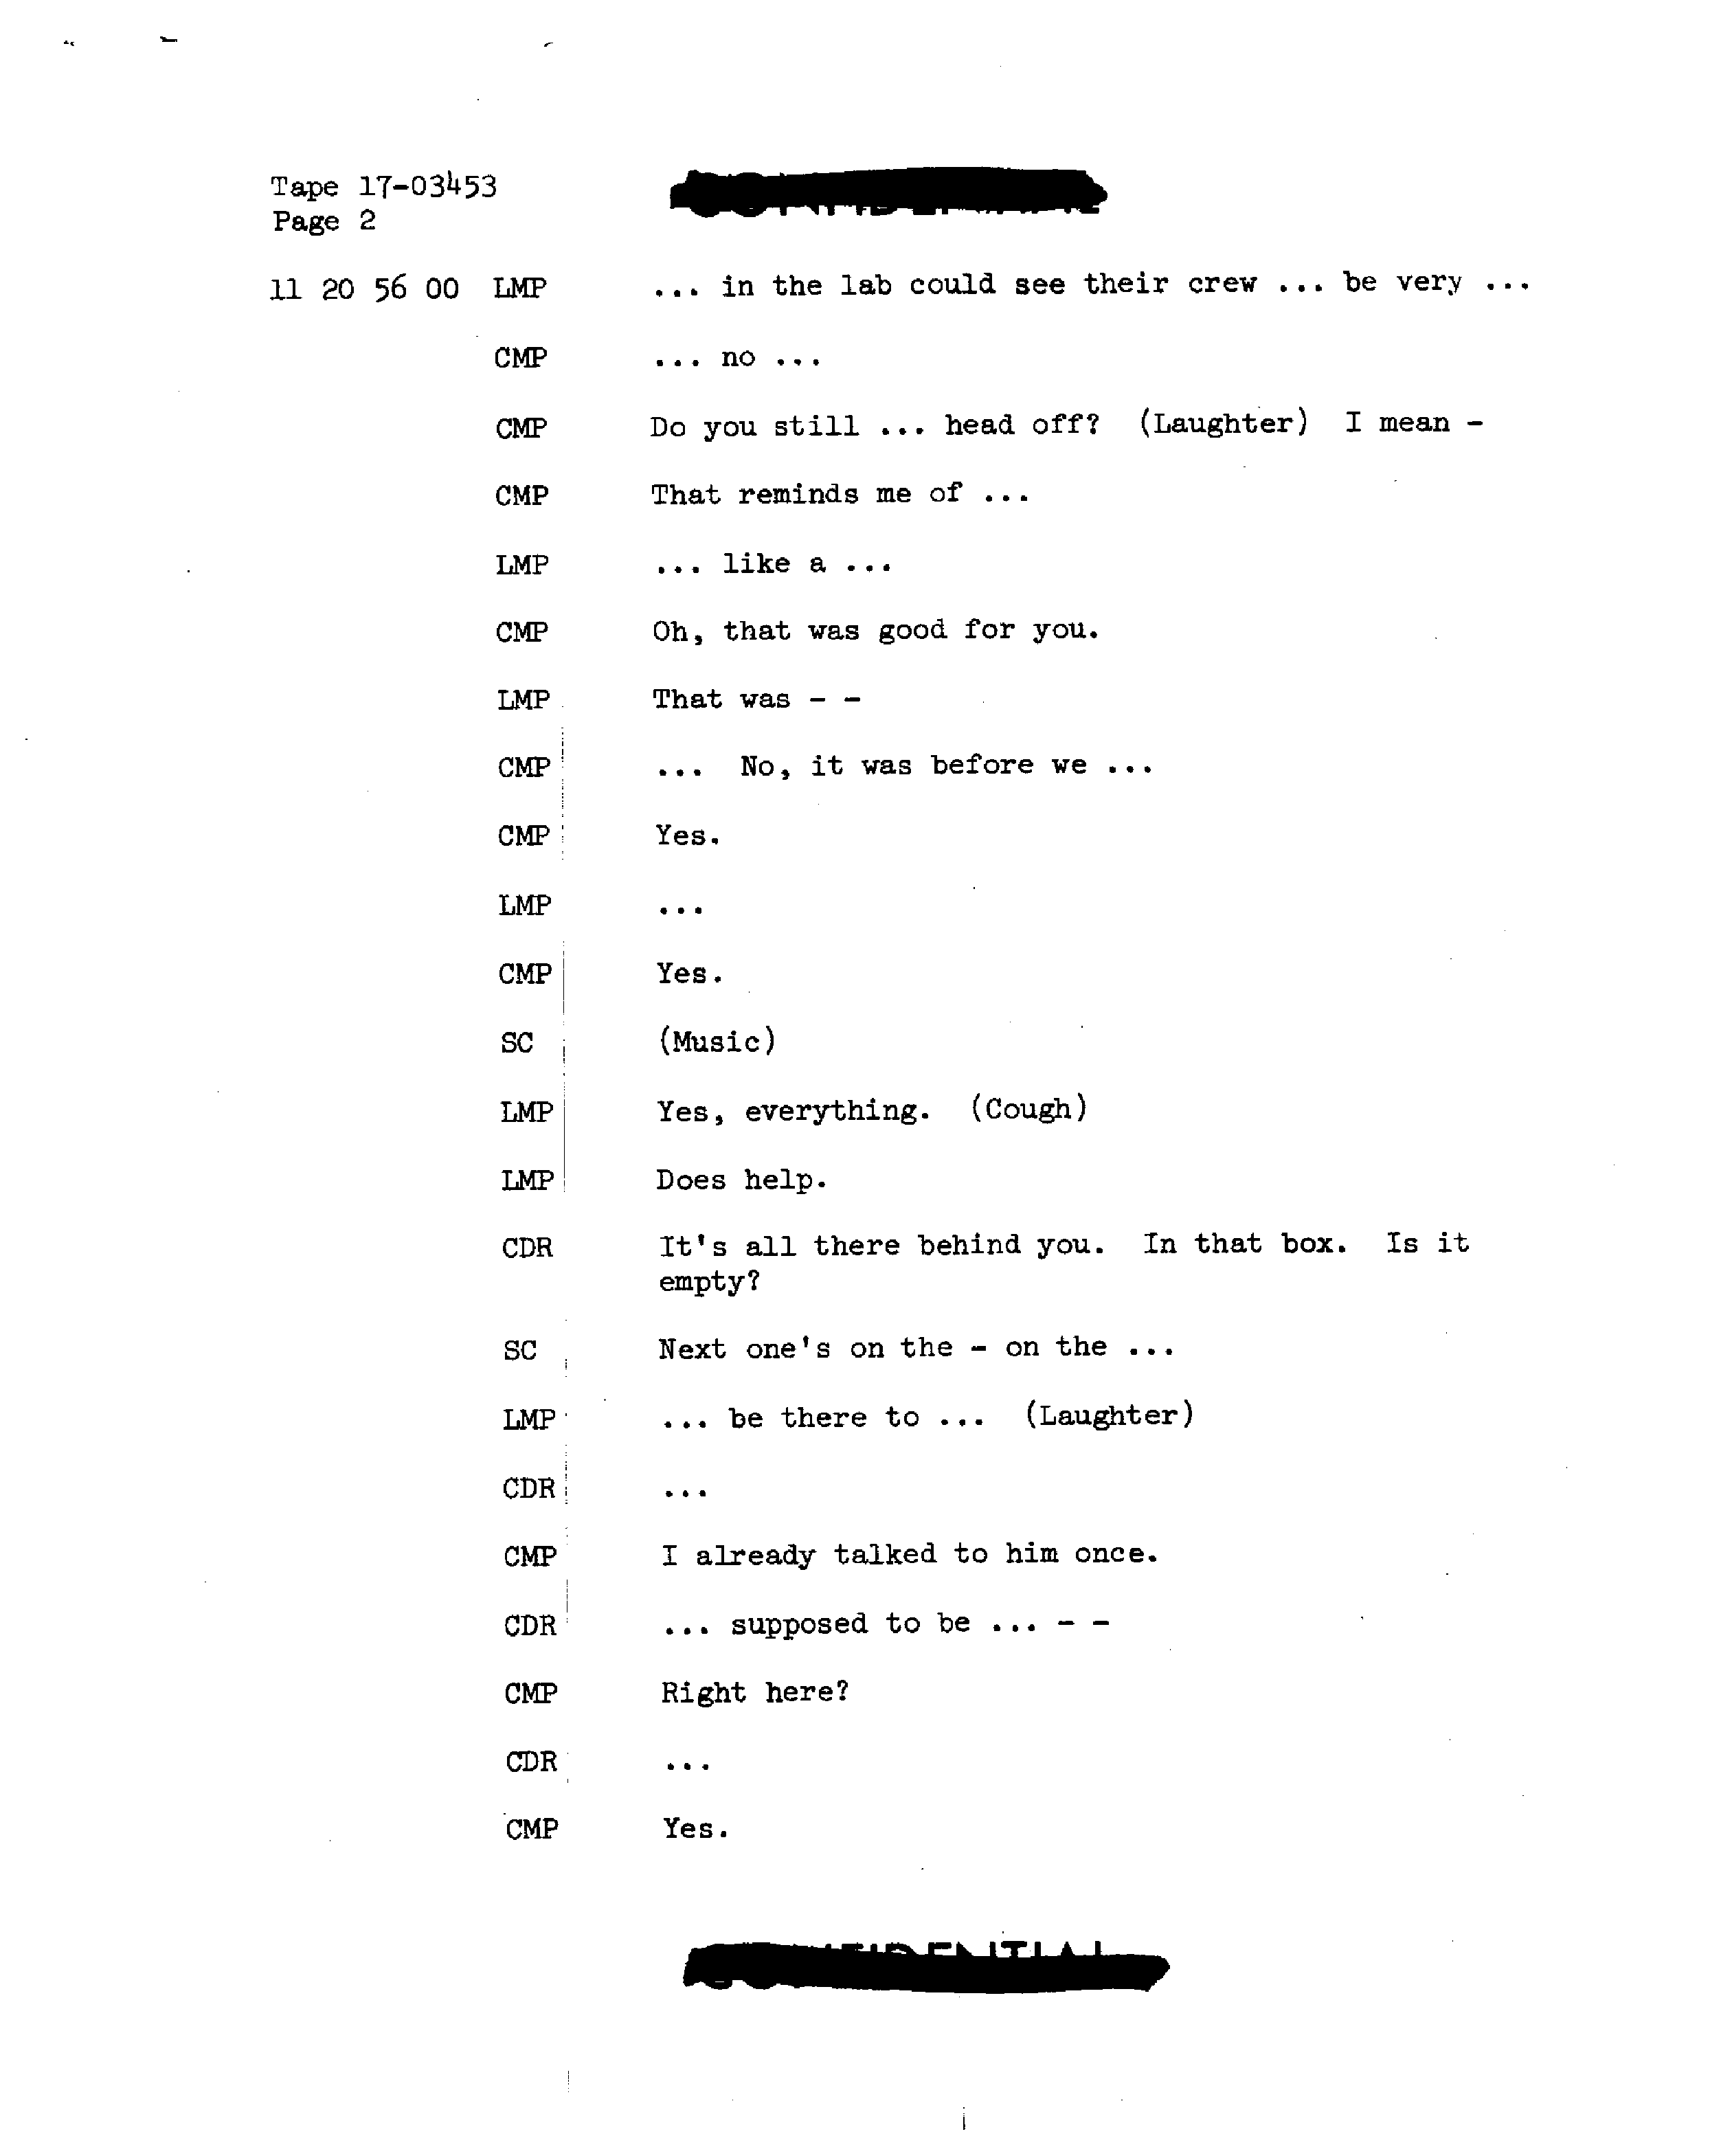 Tape 17-03453
Page 2
11 20 56 00 LMP ... in the lab could see their crew ... be very ...
CMP ... no ...
CMP Do you still ... head off? (Laughter) I mean -
CMP That reminds me of ...
LMP ... like a ...
CMP Oh, that was good for you.
LMP That was - -
CMP ... No, it was before we ...
CMP Yes.
LMP ...
CMP Yes.
SC (Music)
LMP Yes, everything. (Cough)
LMP Does help.
CDR It's all there behind you. In that box. Is it
empty?
SC Next one's on the - on the ...
LMP ... be there to ... (Laughter)
CDR ...
CMP I already talked to him once.
CDR ... supposed to be ... - -
CMP Right here?
CDR ...
CMP Yes.
CONFIDENTIAL